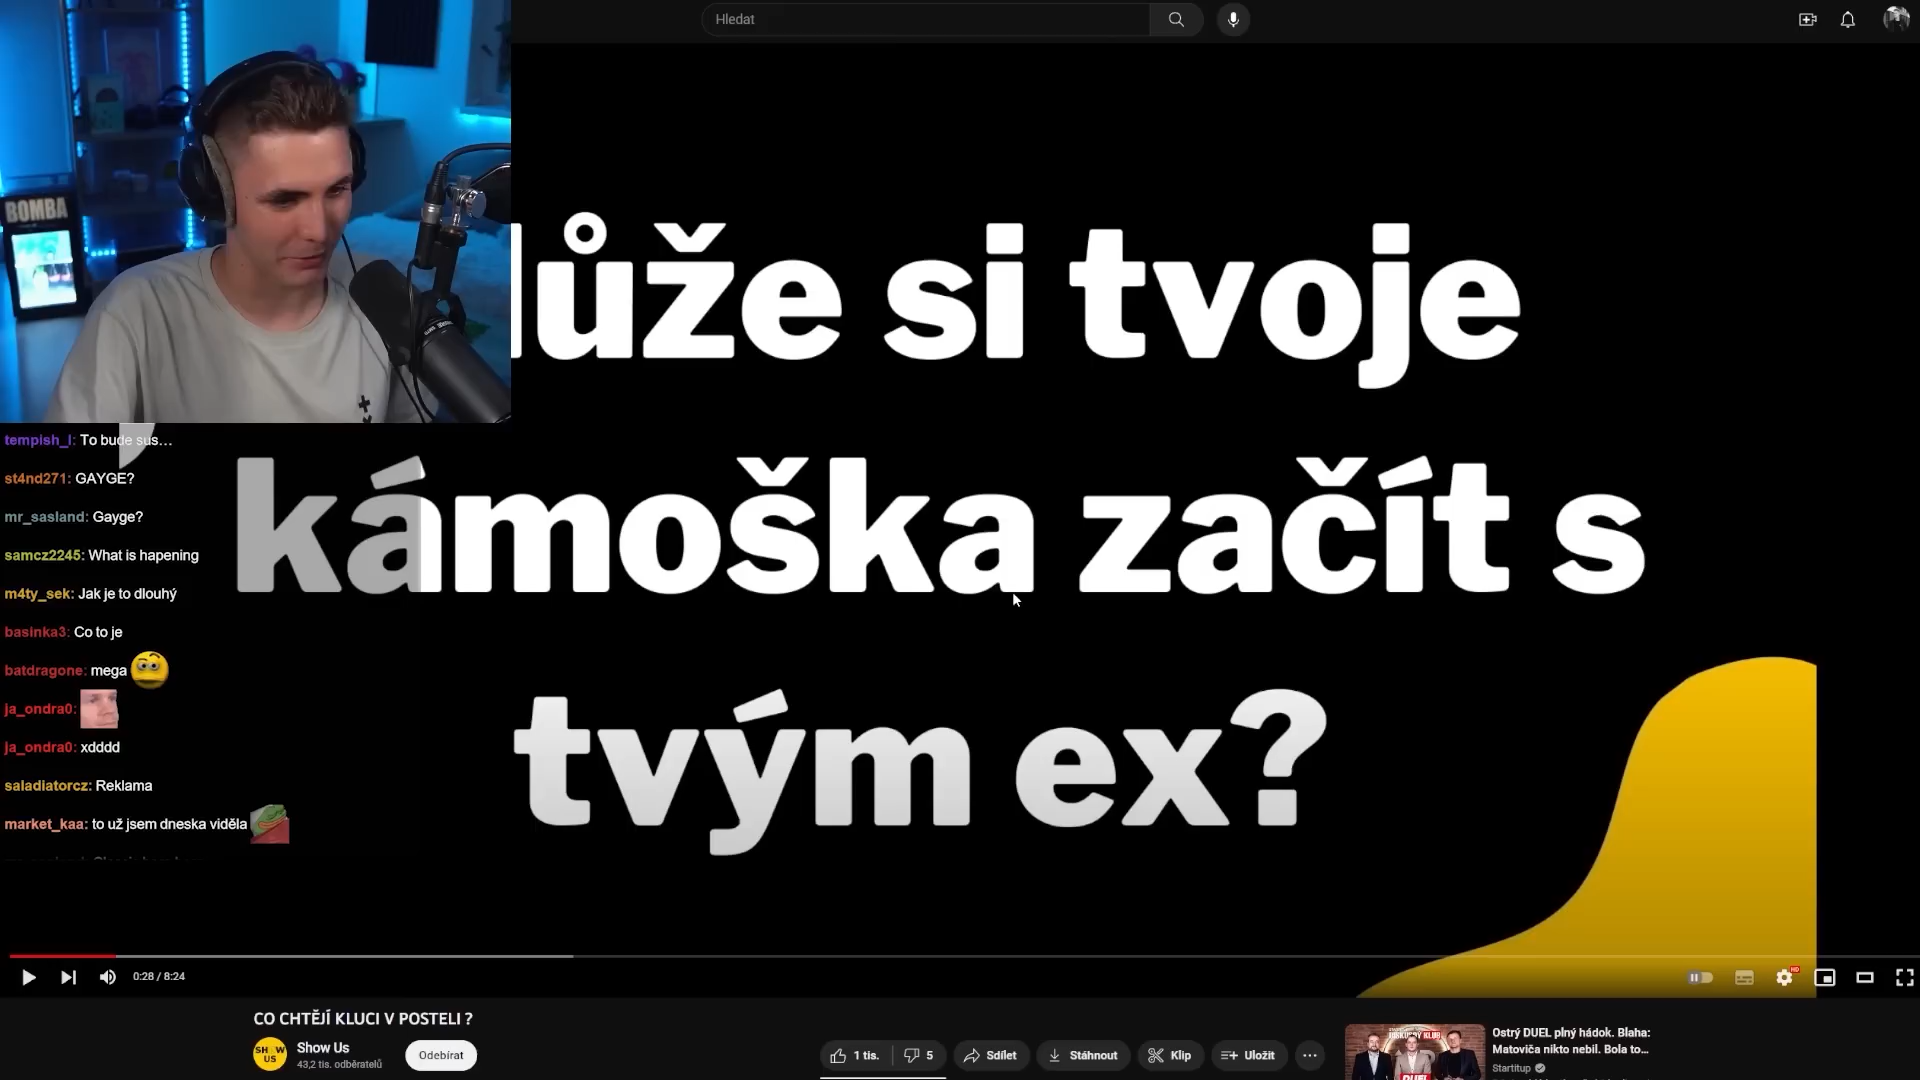 Hledat
BOMBA
ůže si tvoje
kámoška začít s
tvým ex?
tempish_l: To bude sus...
st4nd271: GAYGE?
mr_sasland: Gayge?
samcz2245: What is hapening
m4ty_sek: Jak je to dlouhý
basinka3: Co to je
batdragone: mega
ja_ondra0:
ja_ondra0: xdddd
saladiatorcz: Reklama
market_kaa: to už jsem dneska viděla
0:28 / 8:24
HD
CO CHTĚJÍ KLUCI V POSTELI ?
SHOW
US
Show Us
43,2 tis. odběratelů
Odebírat
1 tis.
5
Sdílet
Stáhnout
Klip
Uložit
Ostrý DUEL plný hádok. Blaha:
Matoviča nikto nebil. Bola to...
Startitup
DUEL